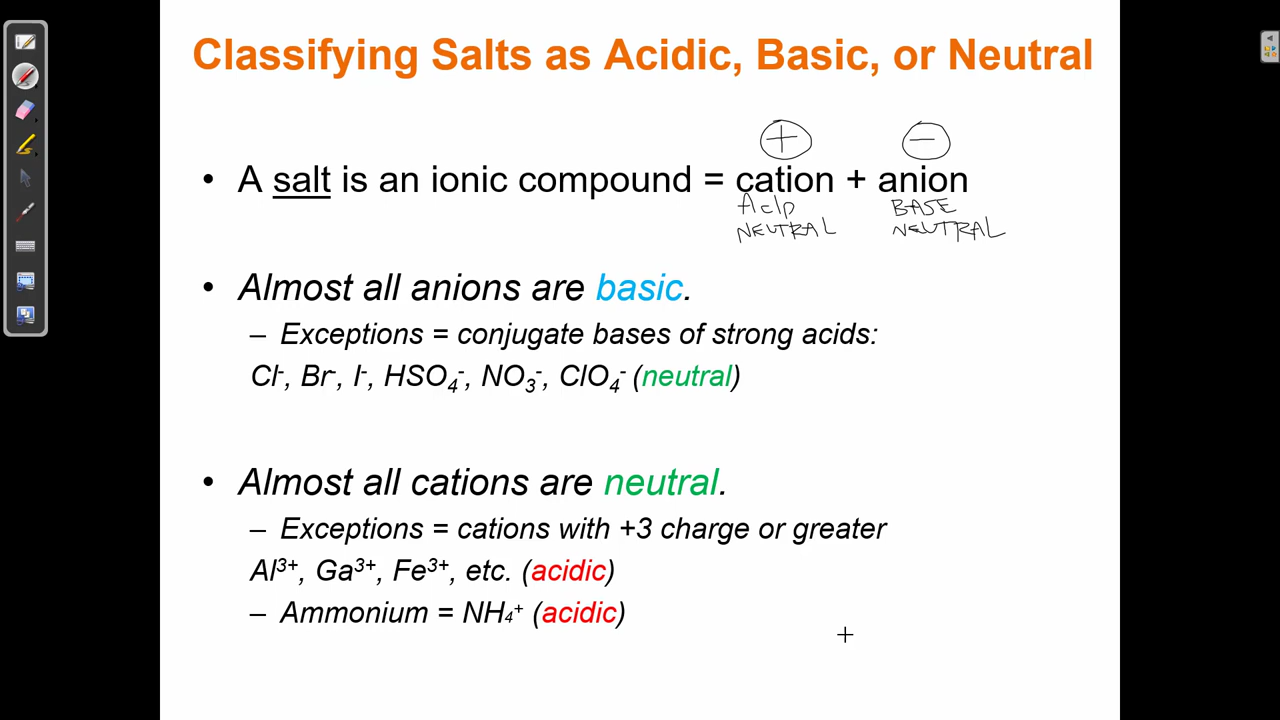 Classifying Salts as Acidic, Basic, or Neutral
+ −
• A salt is an ionic compound = cation + anion
ACID BASE
NEUTRAL NEUTRAL
• Almost all anions are basic.
– Exceptions = conjugate bases of strong acids:
Cl⁻, Br⁻, I⁻, HSO₄⁻, NO₃⁻, ClO₄⁻ (neutral)
• Almost all cations are neutral.
– Exceptions = cations with +3 charge or greater
Al³⁺, Ga³⁺, Fe³⁺, etc. (acidic)
– Ammonium = NH₄⁺ (acidic)